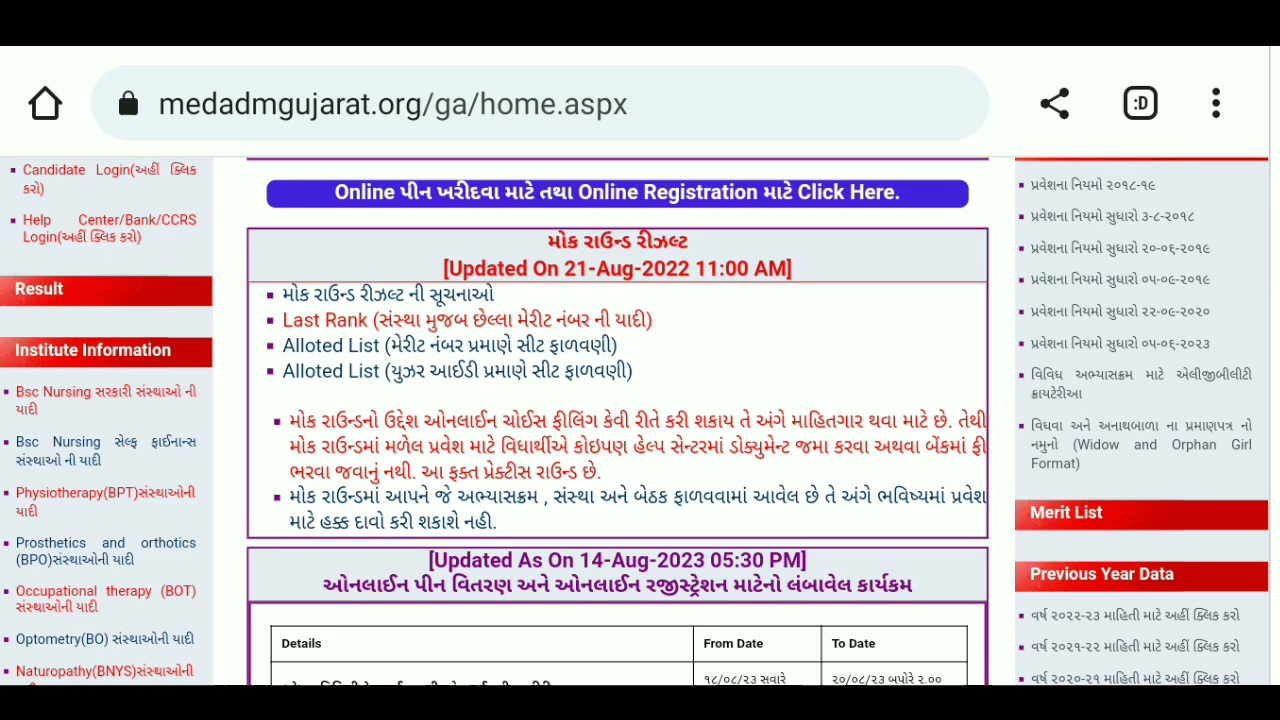 medadmgujarat.org/ga/home.aspx
:D
Candidate Login(અહીં ક્લિક
કરો)
Help Center/Bank/CCRS
Login(અહીં ક્લિક કરો)
Result
Institute Information
Bsc Nursing સરકારી સંસ્થાઓ ની
યાદી
Bsc Nursing સેલ્ફ ફાઈનાન્સ
સંસ્થાઓ ની યાદી
Physiotherapy(BPT)સંસ્થાઓની
યાદી
Prosthetics and orthotics
(BPO)સંસ્થાઓની યાદી
Occupational therapy (BOT)
સંસ્થાઓની યાદી
Optometry(BO) સંસ્થાઓની યાદી
Naturopathy(BNYS)સંસ્થાઓની
Online પીન ખરીદવા માટે તથા Online Registration માટે Click Here.
મોક રાઉન્ડ રીઝલ્ટ
[Updated On 21-Aug-2022 11:00 AM]
મોક રાઉન્ડ રીઝલ્ટ ની સૂચનાઓ
Last Rank (સંસ્થા મુજબ છેલ્લા મેરીટ નંબર ની યાદી)
Alloted List (મેરીટ નંબર પ્રમાણે સીટ ફાળવણી)
Alloted List (યુઝર આઈડી પ્રમાણે સીટ ફાળવણી)
મોક રાઉન્ડનો ઉદ્દેશ ઓનલાઈન ચોઈસ ફીલિંગ કેવી રીતે કરી શકાય તે અંગે માહિતગાર થવા માટે છે. તેથી
મોક રાઉન્ડમાં મળેલ પ્રવેશ માટે વિધાર્થીએ કોઇપણ હેલ્પ સેન્ટરમાં ડોક્યુમેન્ટ જમા કરવા અથવા બેંકમાં ફી
ભરવા જવાનું નથી. આ ફક્ત પ્રેક્ટીસ રાઉન્ડ છે.
મોક રાઉન્ડમાં આપને જે અભ્યાસક્રમ , સંસ્થા અને બેઠક ફાળવવામાં આવેલ છે તે અંગે ભવિષ્યમાં પ્રવેશ
માટે હક્ક દાવો કરી શકાશે નહી.
[Updated As On 14-Aug-2023 05:30 PM]
ઓનલાઈન પીન વિતરણ અને ઓનલાઈન રજીસ્ટ્રેશન માટેનો લંબાવેલ કાર્યકમ
Details From Date To Date
૧૮/૦૮/૨૩ સવારે ૨૦/૦૮/૨૩ બપોરે ૨.૦૦
પ્રવેશના નિયમો ૨૦૧૮-૧૯
પ્રવેશના નિયમો સુધારો ૩-૮-૨૦૧૮
પ્રવેશના નિયમો સુધારો ૨૦-૦૬-૨૦૧૯
પ્રવેશના નિયમો સુધારો ૦૫-૦૯-૨૦૧૯
પ્રવેશના નિયમો સુધારો ૨૨-૦૯-૨૦૨૦
પ્રવેશના નિયમો સુધારો ૦૫-૦૬-૨૦૨૩
વિવિધ અભ્યાસક્રમ માટે એલીજીબીલીટી
ક્રાયટેરીઆ
વિધવા અને અનાથબાળા ના પ્રમાણપત્ર નો
નમુનો (Widow and Orphan Girl
Format)
Merit List
Previous Year Data
વર્ષ ૨૦૨૨-૨૩ માહિતી માટે અહીં ક્લિક કરો
વર્ષ ૨૦૨૧-૨૨ માહિતી માટે અહીં ક્લિક કરો
વર્ષ ૨૦૨૦-૨૧ માહિતી માટે અહીં ક્લિક કરો